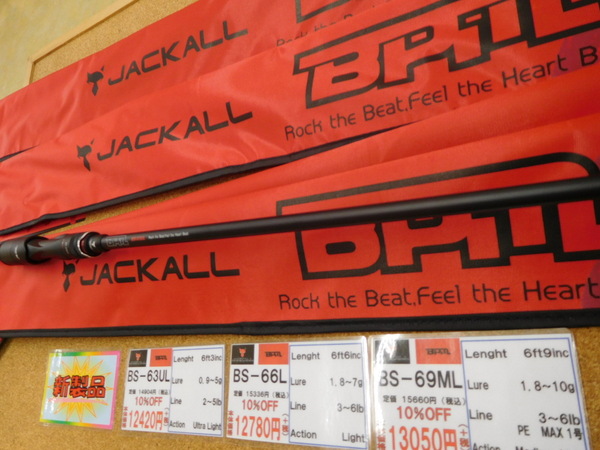 JACKALL
Rock the Beat.
JACKALL
BPM
Rock the Beat.Feel the Heart B
JACKALL
Rock the Beat.Feel the Heart
新製品
BS-63UL
10%OFF
12420円
Lenght 6ft3inc
Lure 0.9~5g
Line 2~5lb
Action Ultra Light
BS-66L
定価 15336円（税込）
10%OFF
12780円
Lenght 6ft6inc
Lure 1.8~7g
Line 3~6lb
Action Light
BS-69ML
定価 15660円（税込）
10%OFF
13050円
Lenght 6ft9inc
Lure 1.8~10g
Line 3~6lb
PE MAX1号
Action